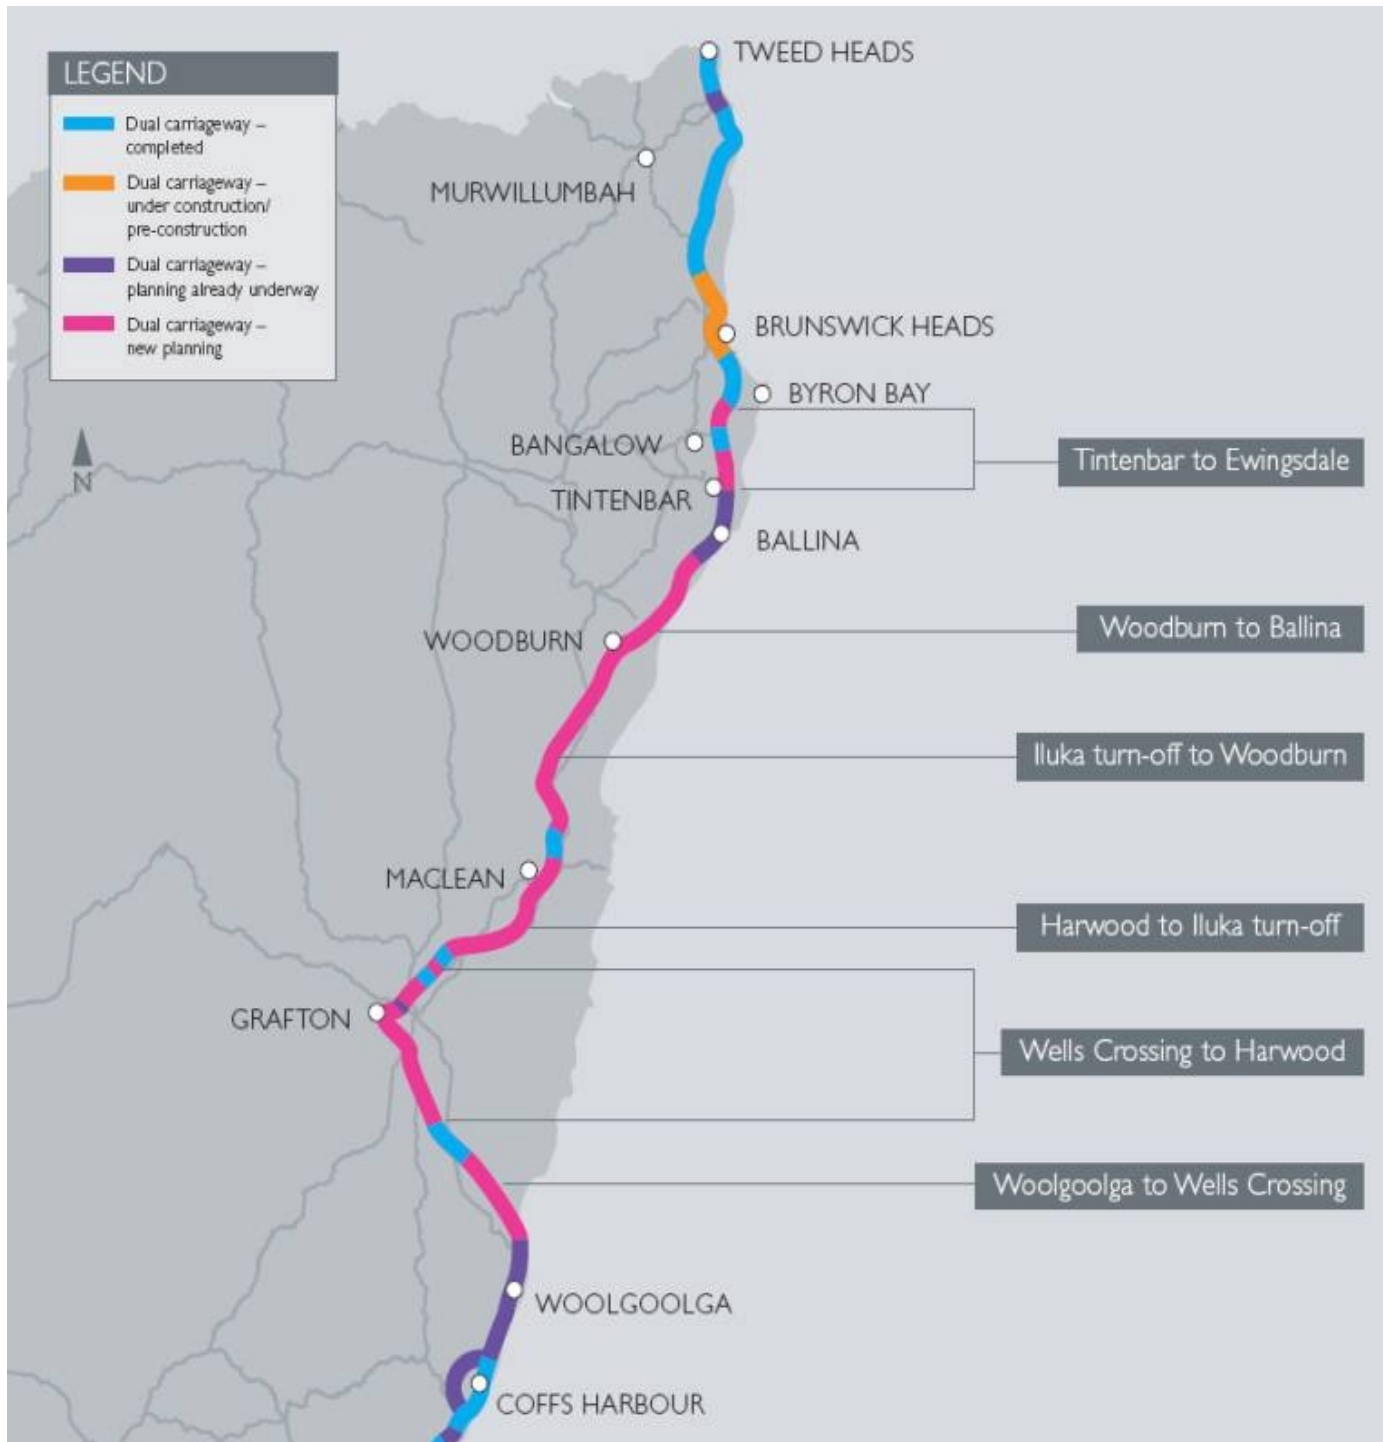 LEGEND
Dual carriageway –
completed
Dual carriageway –
under construction/
pre-construction
Dual carriageway –
planning already underway
Dual carriageway –
new planning
N
TWEED HEADS
MURWILLUMBAH
BRUNSWICK HEADS
BYRON BAY
BANGALOW
Tintenbar to Ewingsdale
TINTENBAR
BALLINA
Woodburn to Ballina
WOODBURN
Iluka turn-off to Woodburn
MACLEAN
Harwood to Iluka turn-off
GRAFTON
Wells Crossing to Harwood
Woolgoolga to Wells Crossing
WOOLGOOLGA
COFFS HARBOUR